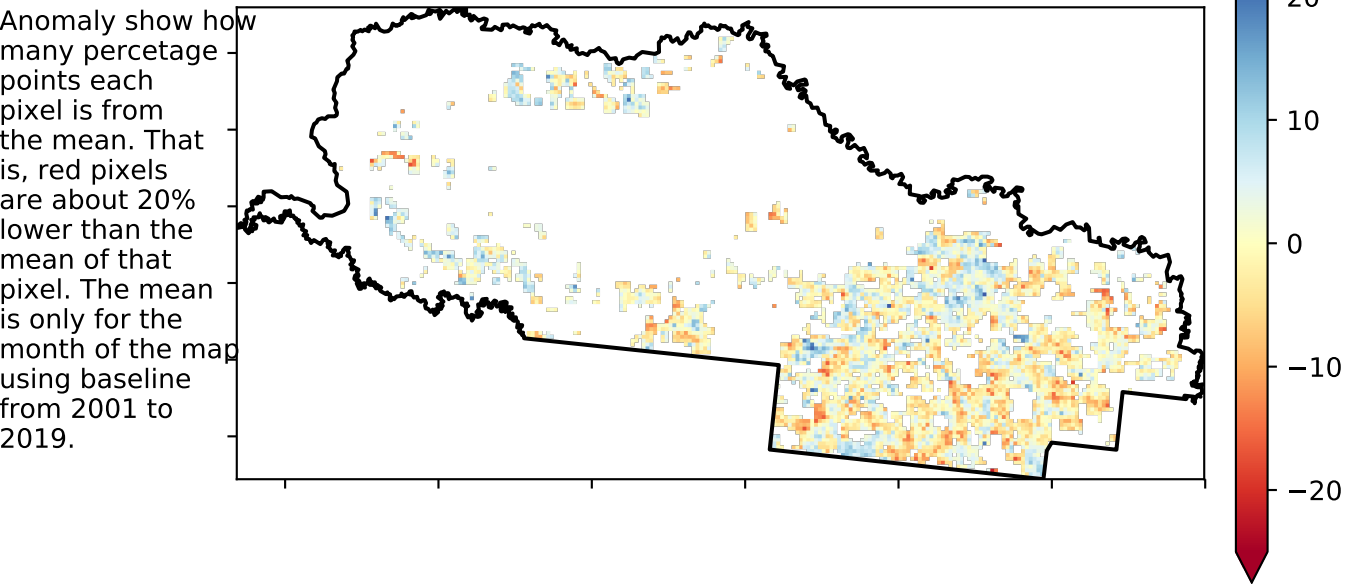 Anomaly show how
many percetage
points each
pixel is from
the mean. That
is, red pixels
are about 20%
lower than the
mean of that
pixel. The mean
is only for the
month of the map
using baseline
from 2001 to
2019.
20
10
0
−10
−20